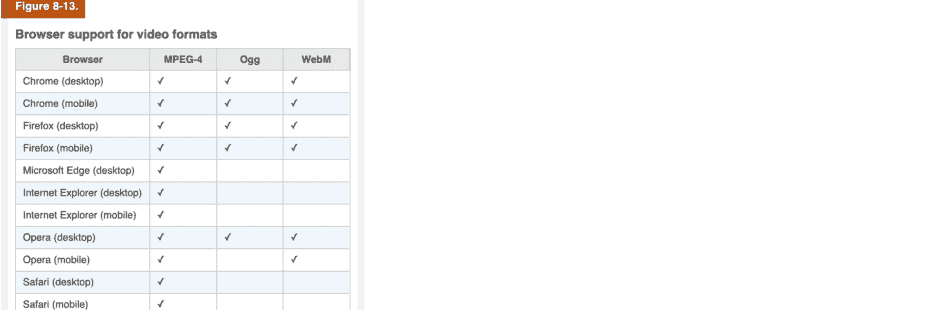 Figure 8-13.
Browser support for video formats
Browser MPEG-4 Ogg WebM
Chrome (desktop) ✓ ✓ ✓
Chrome (mobile) ✓ ✓ ✓
Firefox (desktop) ✓ ✓ ✓
Firefox (mobile) ✓ ✓ ✓
Microsoft Edge (desktop) ✓
Internet Explorer (desktop) ✓
Internet Explorer (mobile) ✓
Opera (desktop) ✓ ✓ ✓
Opera (mobile) ✓ ✓
Safari (desktop) ✓
Safari (mobile) ✓